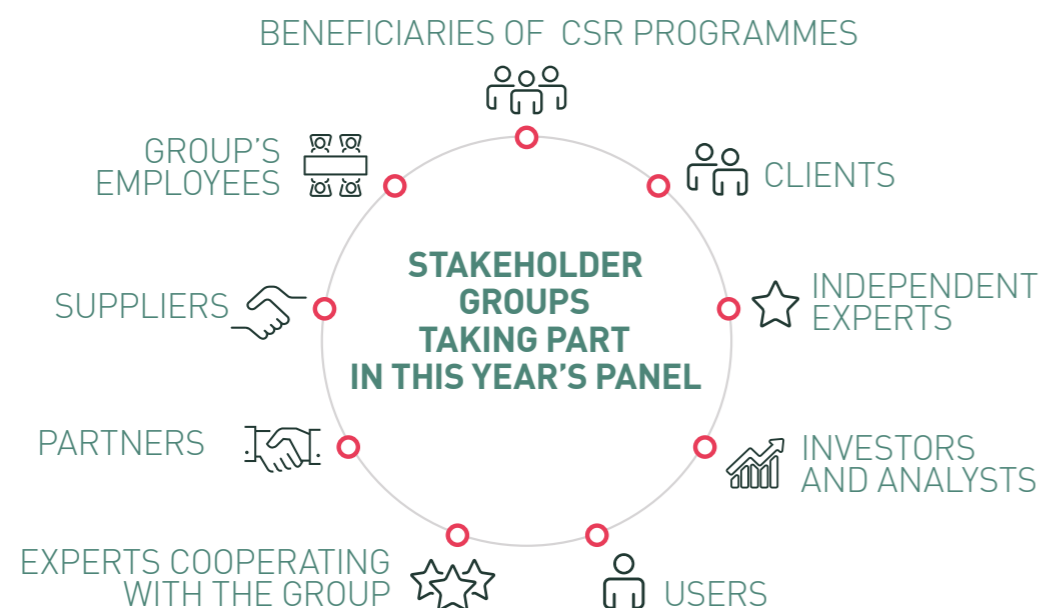 BENEFICIARIES OF CSR PROGRAMMES
GROUP'S
EMPLOYEES
CLIENTS
STAKEHOLDER
GROUPS
TAKING PART
IN THIS YEAR'S PANEL
SUPPLIERS
INDEPENDENT
EXPERTS
PARTNERS
INVESTORS
AND ANALYSTS
EXPERTS COOPERATING
WITH THE GROUP
USERS